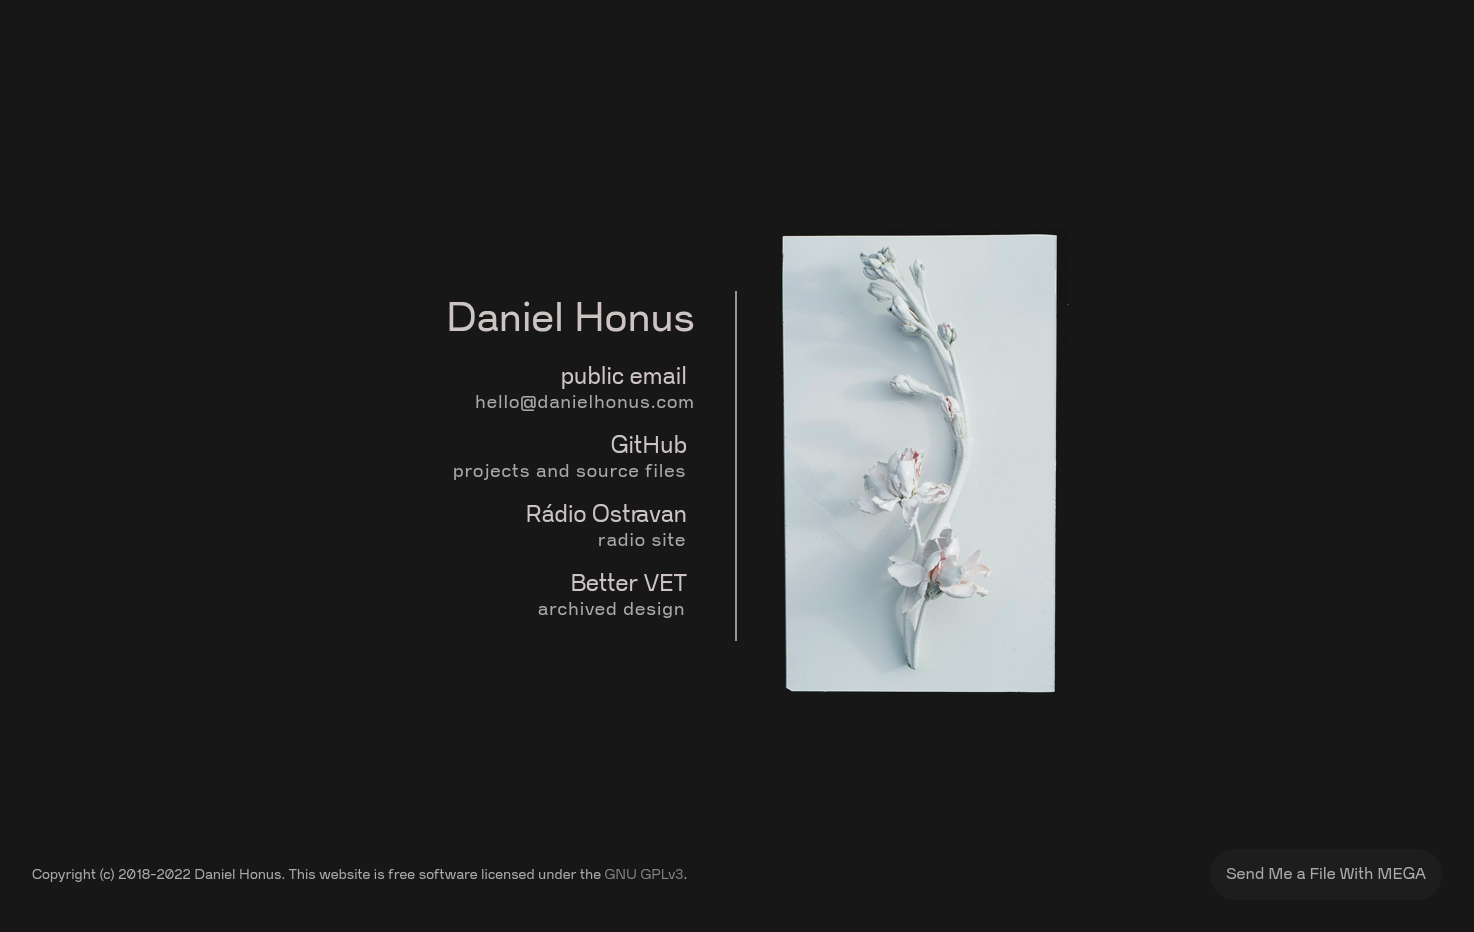 Daniel Honus
public email
hello@danielhonus.com
GitHub
projects and source files
Rádio Ostravan
radio site
Better VET
archived design
Copyright (c) 2018-2022 Daniel Honus. This website is free software licensed under the GNU GPLv3.
Send Me a File With MEGA